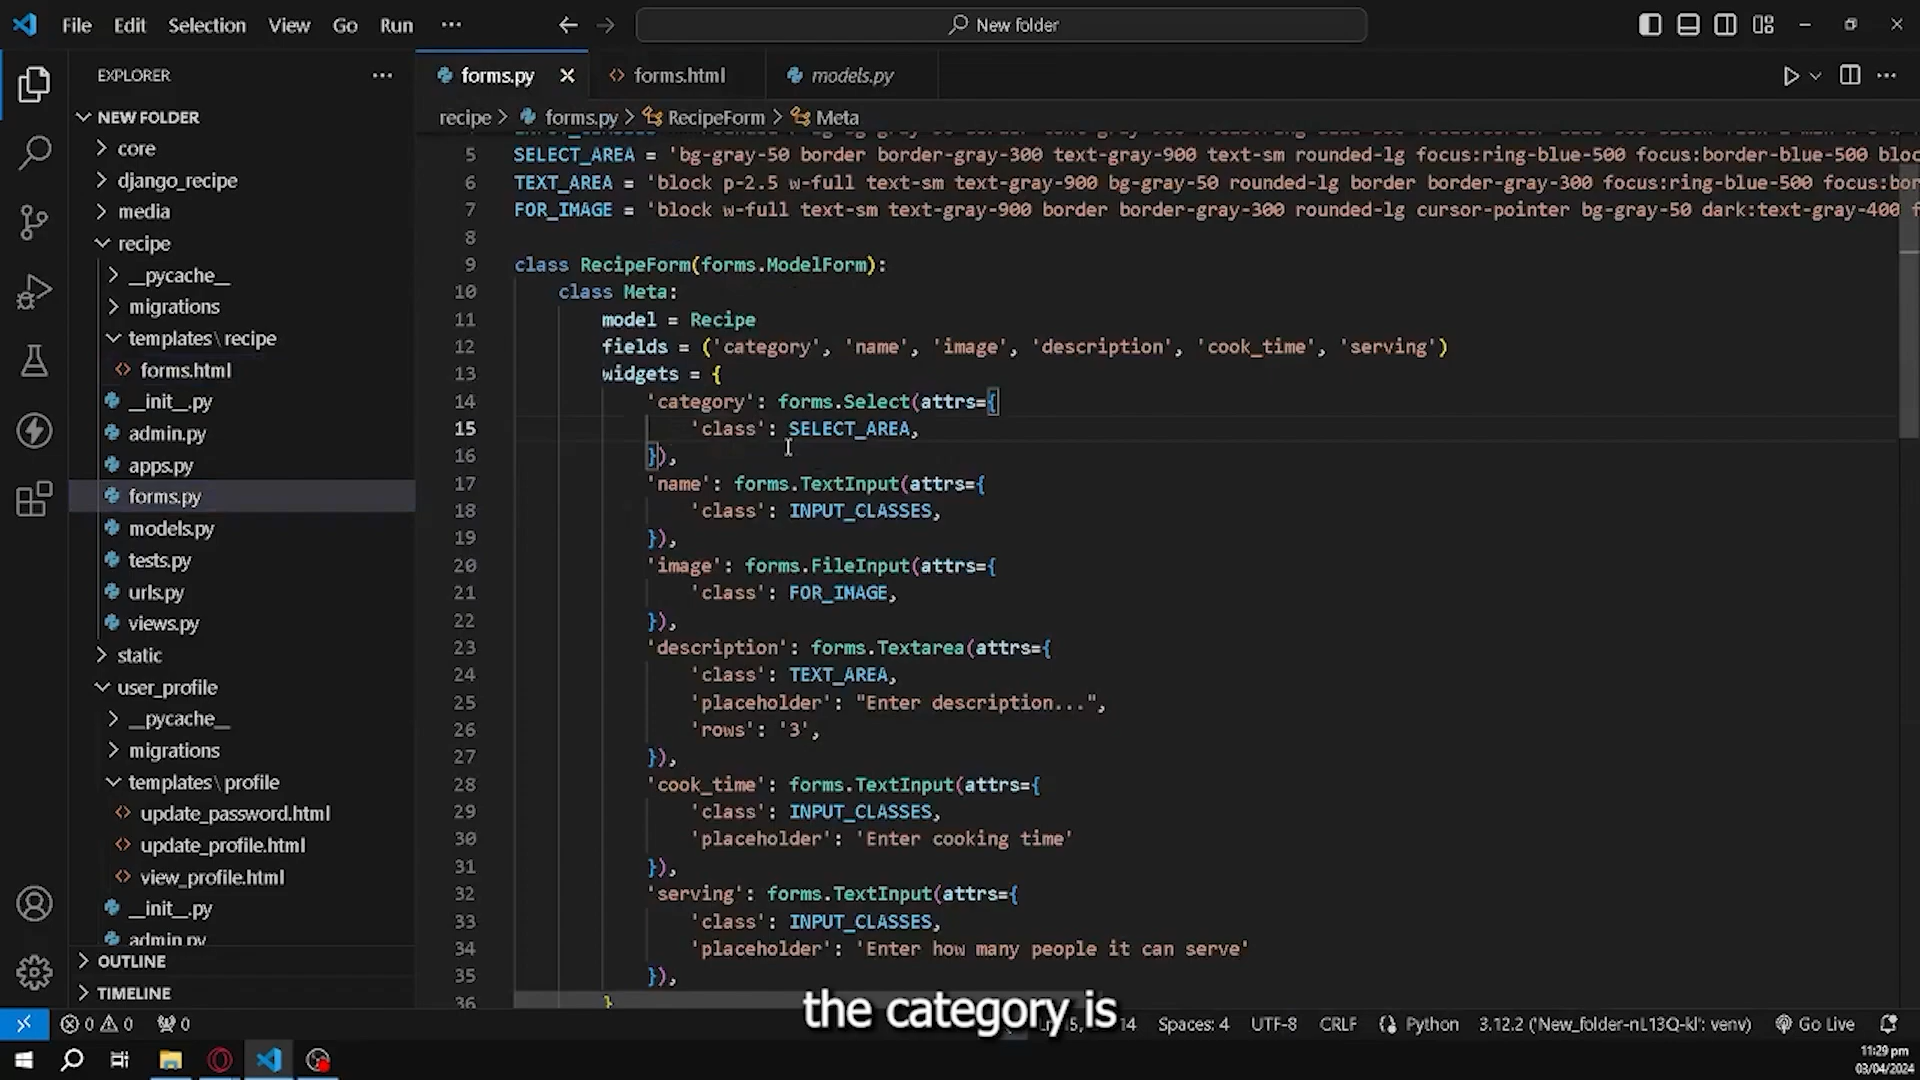 File Edit Selection View Go Run ··· New folder
EXPLORER ···
forms.py forms.html models.py
recipe > forms.py > RecipeForm > Meta
NEW FOLDER
core
django_recipe
media
recipe
__pycache__
migrations
templates\recipe
forms.html
__init__.py
admin.py
apps.py
forms.py
models.py
tests.py
urls.py
views.py
static
user_profile
__pycache__
migrations
templates\profile
update_password.html
update_profile.html
view_profile.html
__init__.py
admin.py
OUTLINE
TIMELINE
5 SELECT_AREA = 'bg-gray-50 border border-gray-300 text-gray-900 text-sm rounded-lg focus:ring-blue-500 focus:border-blue-500 bloc
6 TEXT_AREA = 'block p-2.5 w-full text-sm text-gray-900 bg-gray-50 rounded-lg border border-gray-300 focus:ring-blue-500 focus:bor
7 FOR_IMAGE = 'block w-full text-sm text-gray-900 border border-gray-300 rounded-lg cursor-pointer bg-gray-50 dark:text-gray-400 f
8
9 class RecipeForm(forms.ModelForm):
10 class Meta:
11 model = Recipe
12 fields = ('category', 'name', 'image', 'description', 'cook_time', 'serving')
13 widgets = {
14 'category': forms.Select(attrs={
15 'class': SELECT_AREA,
16 }),
17 'name': forms.TextInput(attrs={
18 'class': INPUT_CLASSES,
19 }),
20 'image': forms.FileInput(attrs={
21 'class': FOR_IMAGE,
22 }),
23 'description': forms.Textarea(attrs={
24 'class': TEXT_AREA,
25 'placeholder': "Enter description...",
26 'rows': '3',
27 }),
28 'cook_time': forms.TextInput(attrs={
29 'class': INPUT_CLASSES,
30 'placeholder': 'Enter cooking time'
31 }),
32 'serving': forms.TextInput(attrs={
33 'class': INPUT_CLASSES,
34 'placeholder': 'Enter how many people it can serve'
35 }),
36 }
the category is
0 0 0 14 Spaces: 4 UTF-8 CRLF Python 3.12.2 ('New_folder-nL13Q-kl': venv) Go Live
11:29 pm
03/04/2024